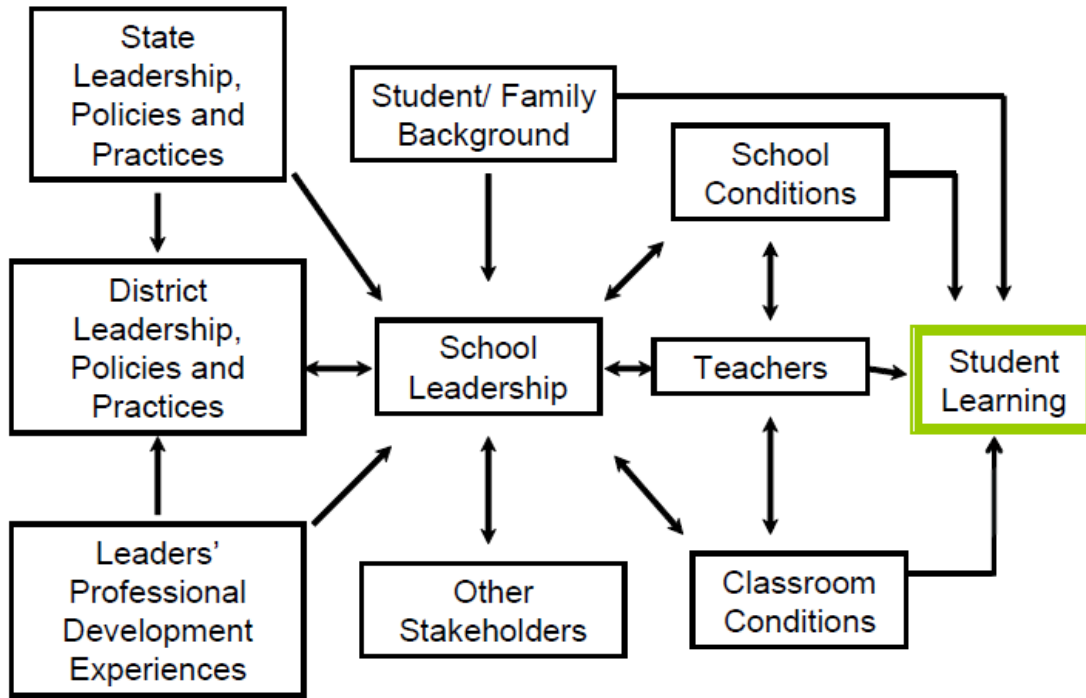 State
Leadership,
Policies and
Practices
Student/ Family
Background
School
Conditions
District
Leadership,
Policies and
Practices
School
Leadership
Teachers
Student
Learning
Leaders’
Professional
Development
Experiences
Other
Stakeholders
Classroom
Conditions